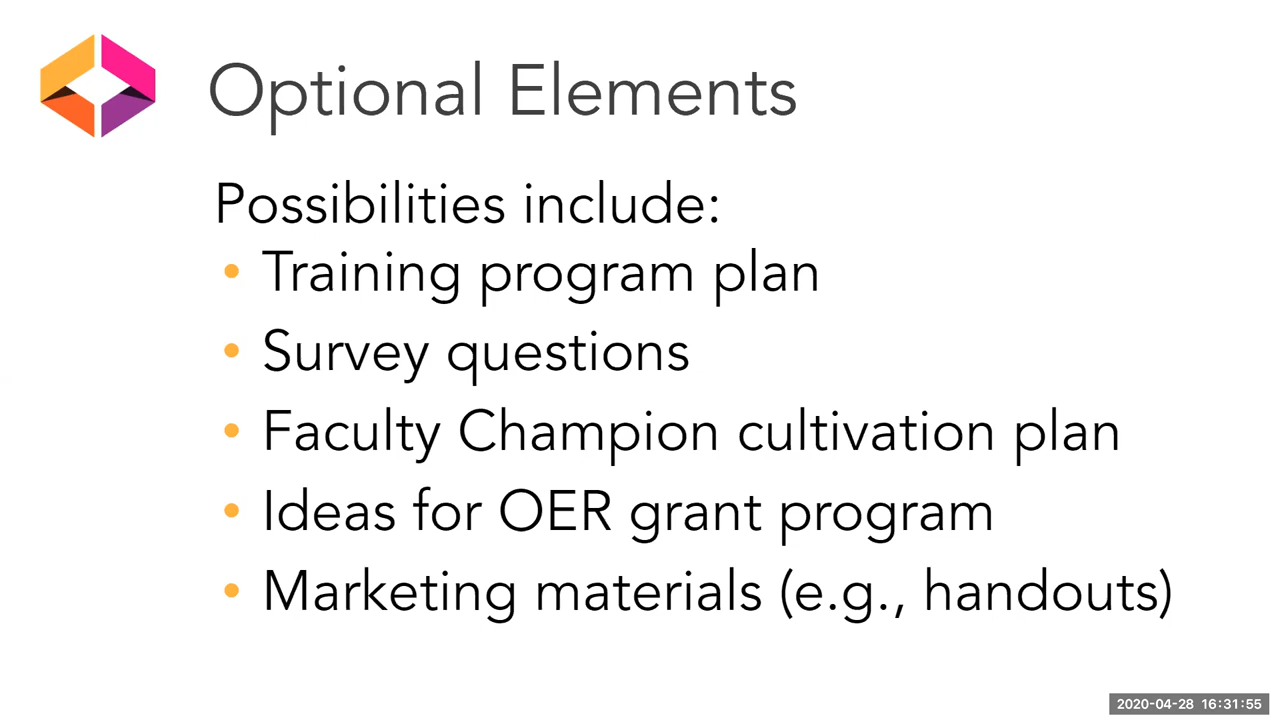 Optional Elements
Possibilities include:
• Training program plan
• Survey questions
• Faculty Champion cultivation plan
• Ideas for OER grant program
• Marketing materials (e.g., handouts)
2020-04-28 16:31:55